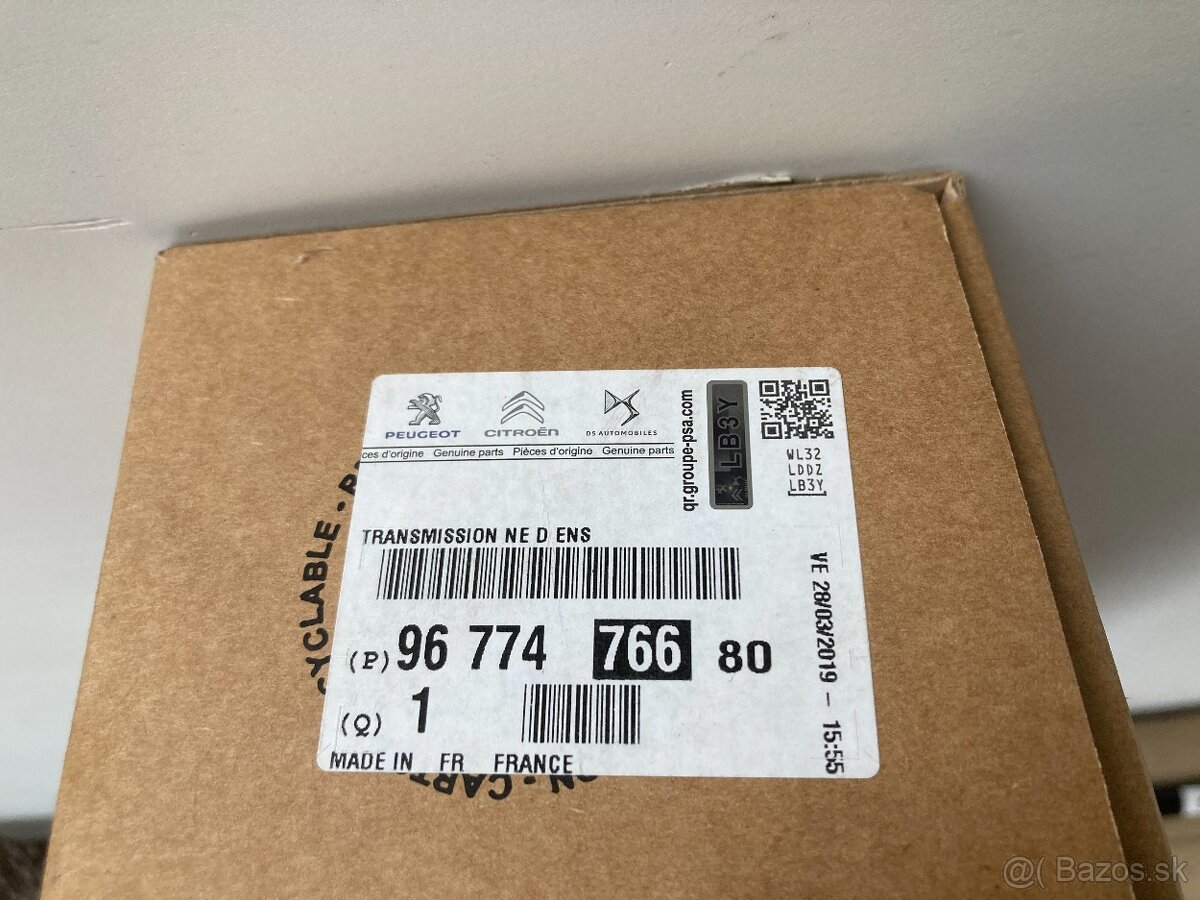 PEUGEOT CITROËN DS AUTOMOBILES
ces d'origine Genuine parts Pièces d'origine Genuine parts
qr.groupe-psa.com
LB3Y
WL32
LDDZ
LB3Y
TRANSMISSION NE D ENS
(P) 96 774 766 80
(Q) 1
MADE IN FR FRANCE
VE 28/03/2019 - 15:55
CYCLABLE ·
ON · CART
@( Bazos.sk